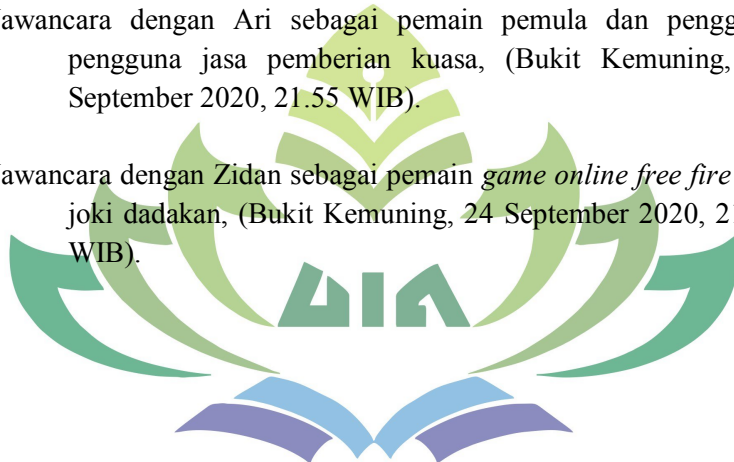 awancara dengan Ari sebagai pemain pemula dan pengg
pengguna jasa pemberian kuasa, (Bukit Kemuning,
September 2020, 21.55 WIB).
awancara dengan Zidan sebagai pemain game online free fire
joki dadakan, (Bukit Kemuning, 24 September 2020, 2
WIB).
UIN